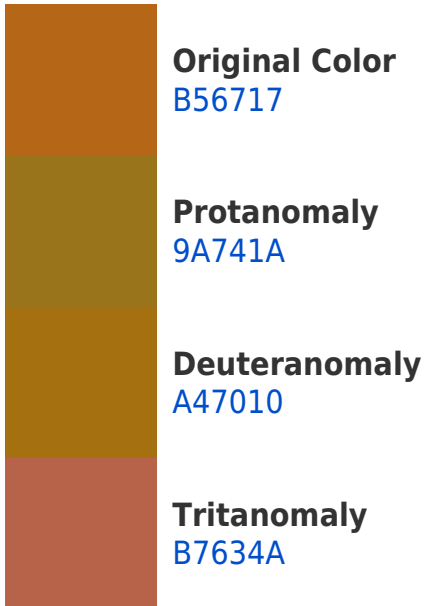 Original Color
B56717
Protanomaly
9A741A
Deuteranomaly
A47010
Tritanomaly
B7634A